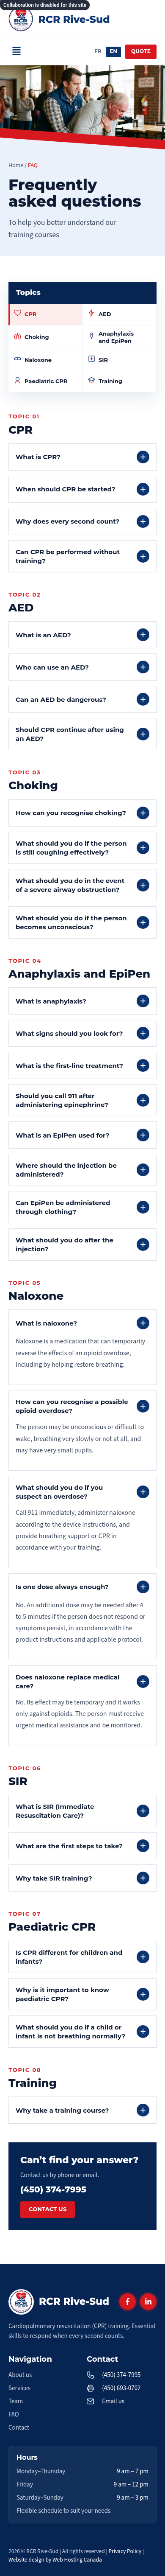 Collaboration is disabled for this site
RCR Rive-Sud
FR EN QUOTE
Home / FAQ
Frequently
asked questions
To help you better understand our
training courses
Topics
CPR
AED
Choking
Anaphylaxis
and EpiPen
Naloxone
SIR
Paediatric CPR
Training
TOPIC 01
CPR
What is CPR?
When should CPR be started?
Why does every second count?
Can CPR be performed without
training?
TOPIC 02
AED
What is an AED?
Who can use an AED?
Can an AED be dangerous?
Should CPR continue after using
an AED?
TOPIC 03
Choking
How can you recognise choking?
What should you do if the person
is still coughing effectively?
What should you do in the event
of a severe airway obstruction?
What should you do if the person
becomes unconscious?
TOPIC 04
Anaphylaxis and EpiPen
What is anaphylaxis?
What signs should you look for?
What is the first-line treatment?
Should you call 911 after
administering epinephrine?
What is an EpiPen used for?
Where should the injection be
administered?
Can EpiPen be administered
through clothing?
What should you do after the
injection?
TOPIC 05
Naloxone
What is naloxone?
Naloxone is a medication that can temporarily
reverse the effects of an opioid overdose,
including by helping restore breathing.
How can you recognise a possible
opioid overdose?
The person may be unconscious or difficult to
wake, breathing very slowly or not at all, and
may have very small pupils.
What should you do if you
suspect an overdose?
Call 911 immediately, administer naloxone
according to the device instructions, and
provide breathing support or CPR in
accordance with your training.
Is one dose always enough?
No. An additional dose may be needed after 4
to 5 minutes if the person does not respond or
symptoms persist, in accordance with the
product instructions and applicable protocol.
Does naloxone replace medical
care?
No. Its effect may be temporary and it works
only against opioids. The person must receive
urgent medical assistance and be monitored.
TOPIC 06
SIR
What is SIR (Immediate
Resuscitation Care)?
What are the first steps to take?
Why take SIR training?
TOPIC 07
Paediatric CPR
Is CPR different for children and
infants?
Why is it important to know
paediatric CPR?
What should you do if a child or
infant is not breathing normally?
TOPIC 08
Training
Why take a training course?
Can't find your answer?
Contact us by phone or email.
(450) 374-7995
CONTACT US
RCR Rive-Sud
Cardiopulmonary resuscitation (CPR) training. Essential
skills to respond when every second counts.
Navigation
About us
Services
Team
FAQ
Contact
Contact
(450) 374-7995
(450) 693-0702
Email us
Hours
Monday–Thursday 9 am – 7 pm
Friday 9 am – 12 pm
Saturday–Sunday 9 am – 3 pm
Flexible schedule to suit your needs
2026 © RCR Rive-Sud | All rights reserved | Privacy Policy |
Website design by Web Hosting Canada